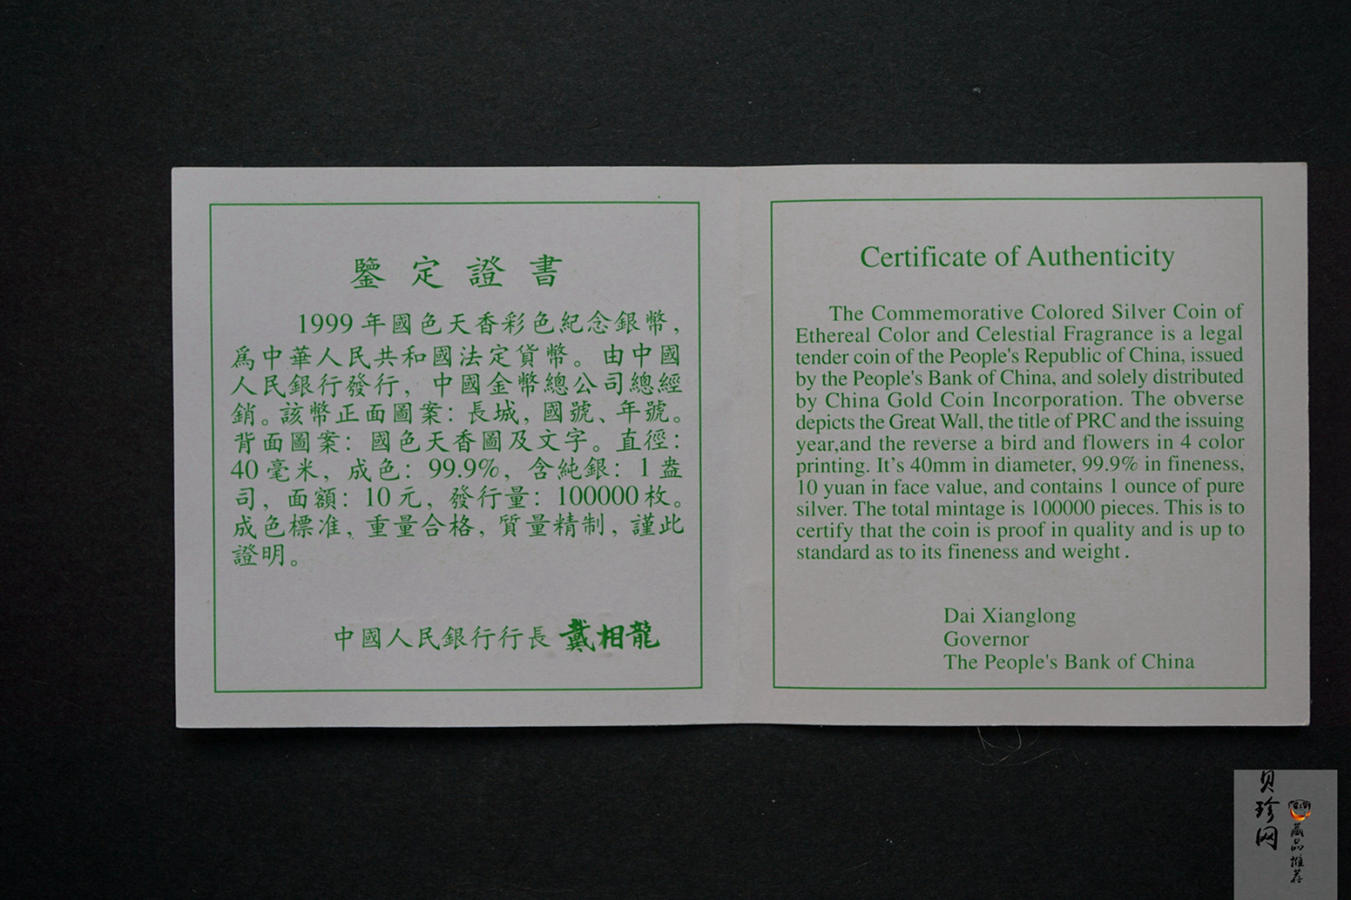 鑒定證書
1999年國色天香彩色紀念銀幣,
爲中華人民共和國法定貨幣。由中國
人民銀行發行, 中國金幣總公司總經
銷。該幣正面圖案: 長城, 國號、年號。
背面圖案: 國色天香圖及文字。直徑:
40毫米, 成色: 99.9%, 含純銀: 1盎
司, 面額: 10元, 發行量: 100000枚。
成色標准, 重量合格, 質量精制, 謹此
證明。
中國人民銀行行長 戴相龍
Certificate of Authenticity
The Commemorative Colored Silver Coin of
Ethereal Color and Celestial Fragrance is a legal
tender coin of the People's Republic of China, issued
by the People's Bank of China, and solely distributed
by China Gold Coin Incorporation. The obverse
depicts the Great Wall, the title of PRC and the issuing
year,and the reverse a bird and flowers in 4 color
printing. It's 40mm in diameter, 99.9% in fineness,
10 yuan in face value, and contains 1 ounce of pure
silver. The total mintage is 100000 pieces. This is to
certify that the coin is proof in quality and is up to
standard as to its fineness and weight .
Dai Xianglong
Governor
The People's Bank of China
贝珍网
藏品推荐